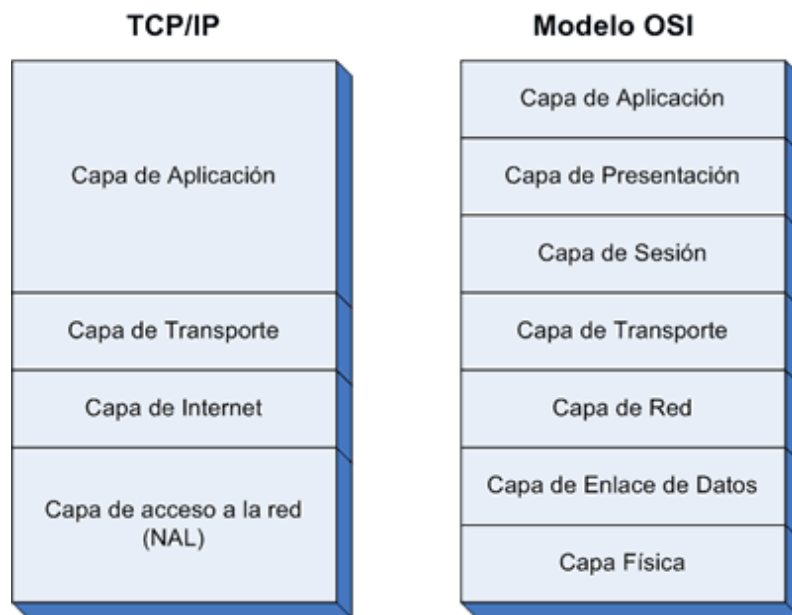 TCP/IP
Capa de Aplicación
Capa de Transporte
Capa de Internet
Capa de acceso a la red
(NAL)
Modelo OSI
Capa de Aplicación
Capa de Presentación
Capa de Sesión
Capa de Transporte
Capa de Red
Capa de Enlace de Datos
Capa Física